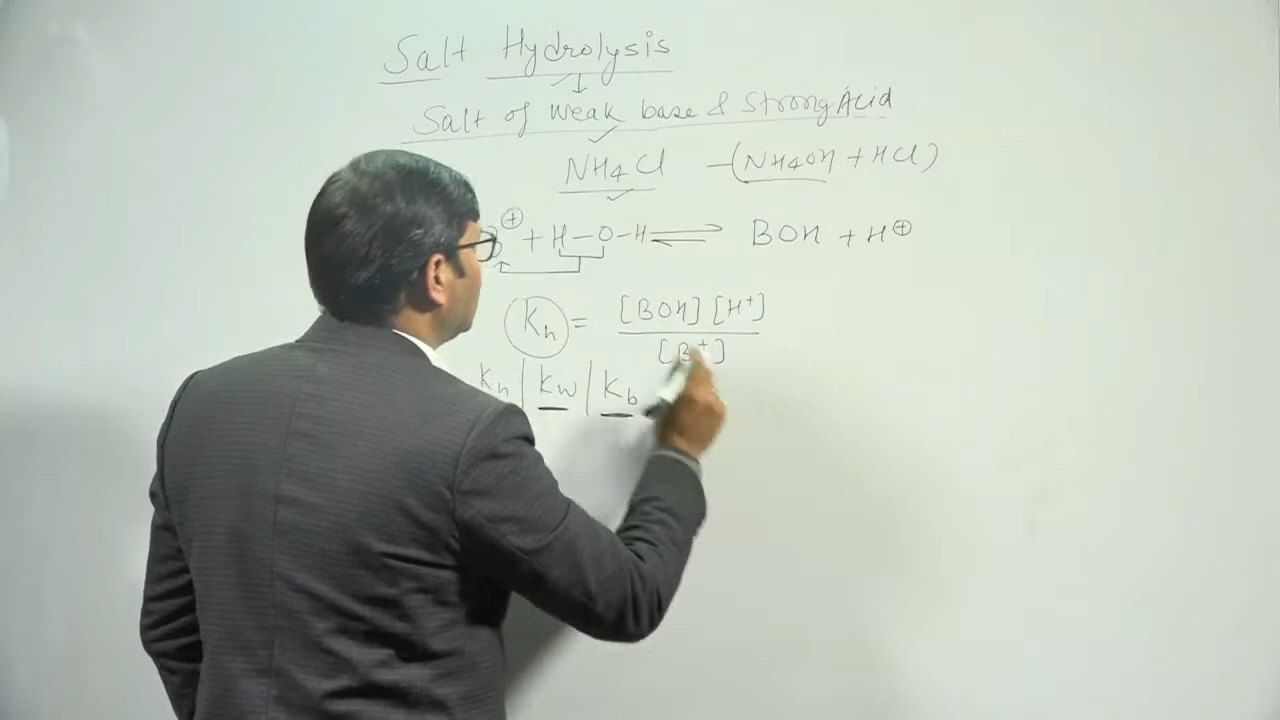 Salt Hydrolysis
Salt of weak base & Strong Acid
NH4Cl —(NH4OH + HCl)
⊕ + H—O—H ⇌ BOH + H⊕
Kh = [BOH] [H+]
[B+]
Kh | Kw | Kb